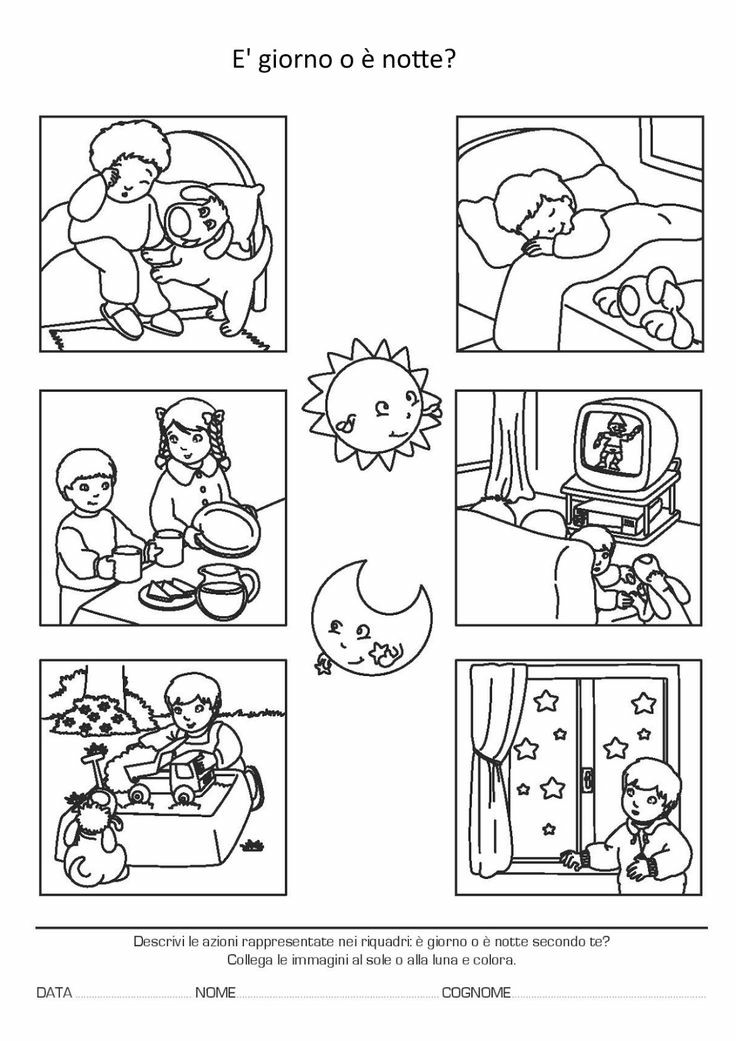 E' giorno o è notte?
Descrivi le azioni rappresentate nei riquadri: è giorno o è notte secondo te?
Collega le immagini al sole o alla luna e colora.
DATA ........................ NOME........................ COGNOME........................